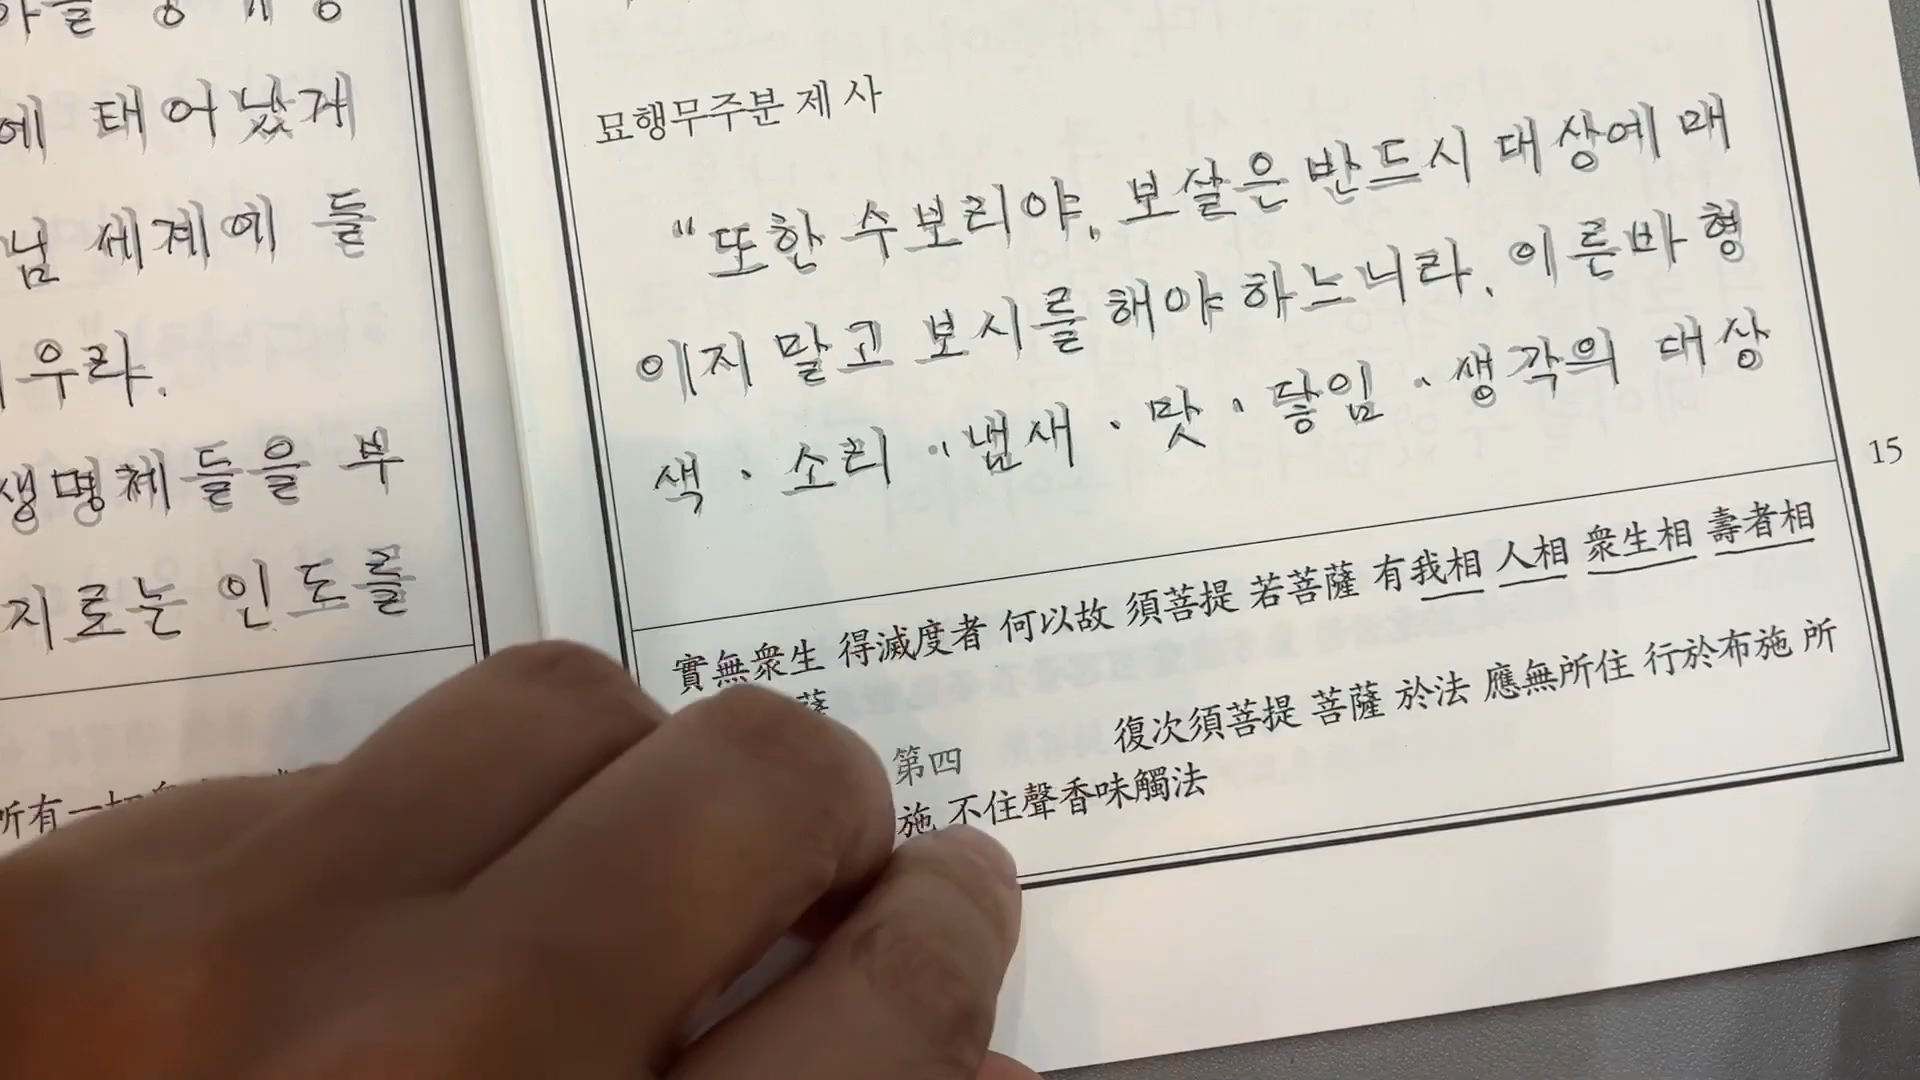 에 태어났거
님 세계에 들
우라.
생명체들을 부
지로는 인도를
所有一切
묘행무주분 제 사
“또한 수보리야, 보살은 반드시 대상에 매
이지 말고 보시를 해야 하느니라. 이른바 형
색 · 소리 · 냄새 · 맛 · 닿임 · 생각의 대상
實無衆生 得滅度者 何以故 須菩提 若菩薩 有我相 人相 衆生相 壽者相
薩
第四 復次須菩提 菩薩 於法 應無所住 行於布施 所
施 不住聲香味觸法
15